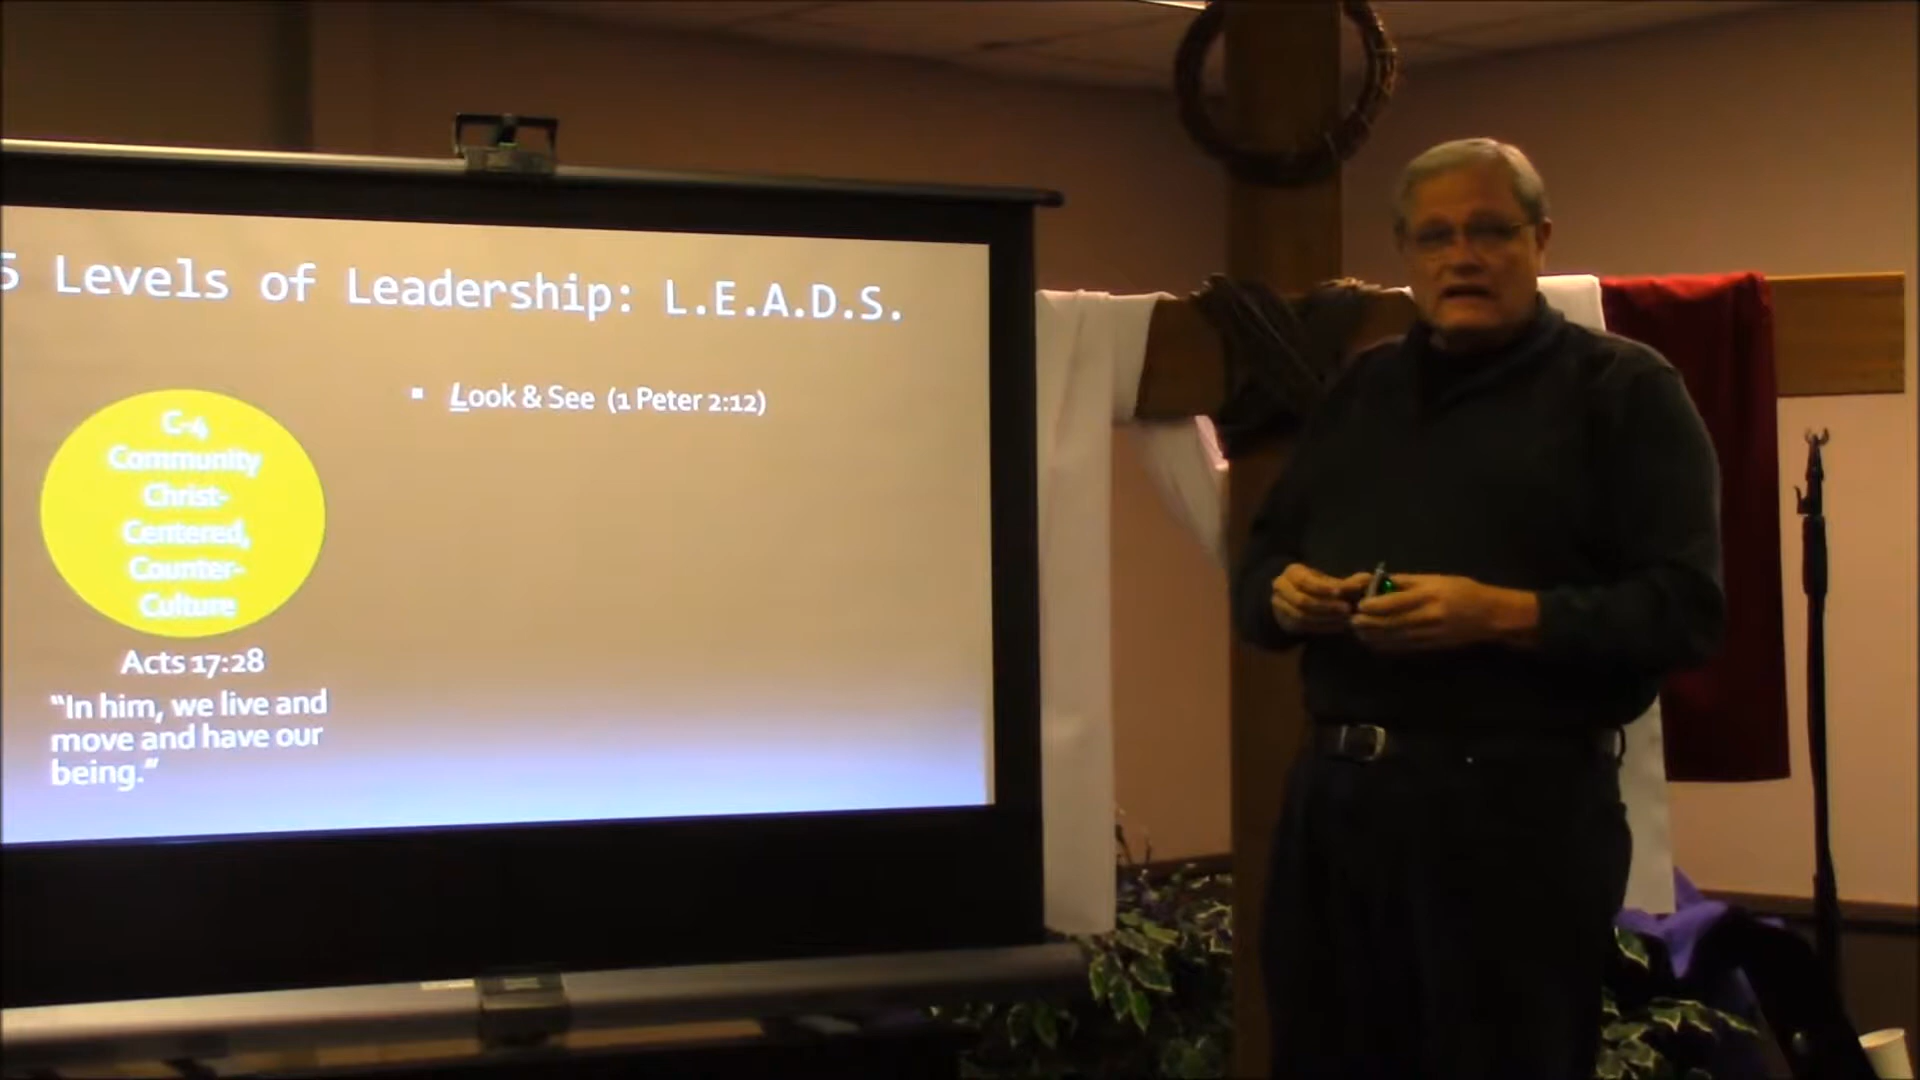 5 Levels of Leadership: L.E.A.D.S.
▪ Look & See (1 Peter 2:12)
C-4
Community
Christ-
Centered,
Counter-
Culture
Acts 17:28
“In him, we live and
move and have our
being.”